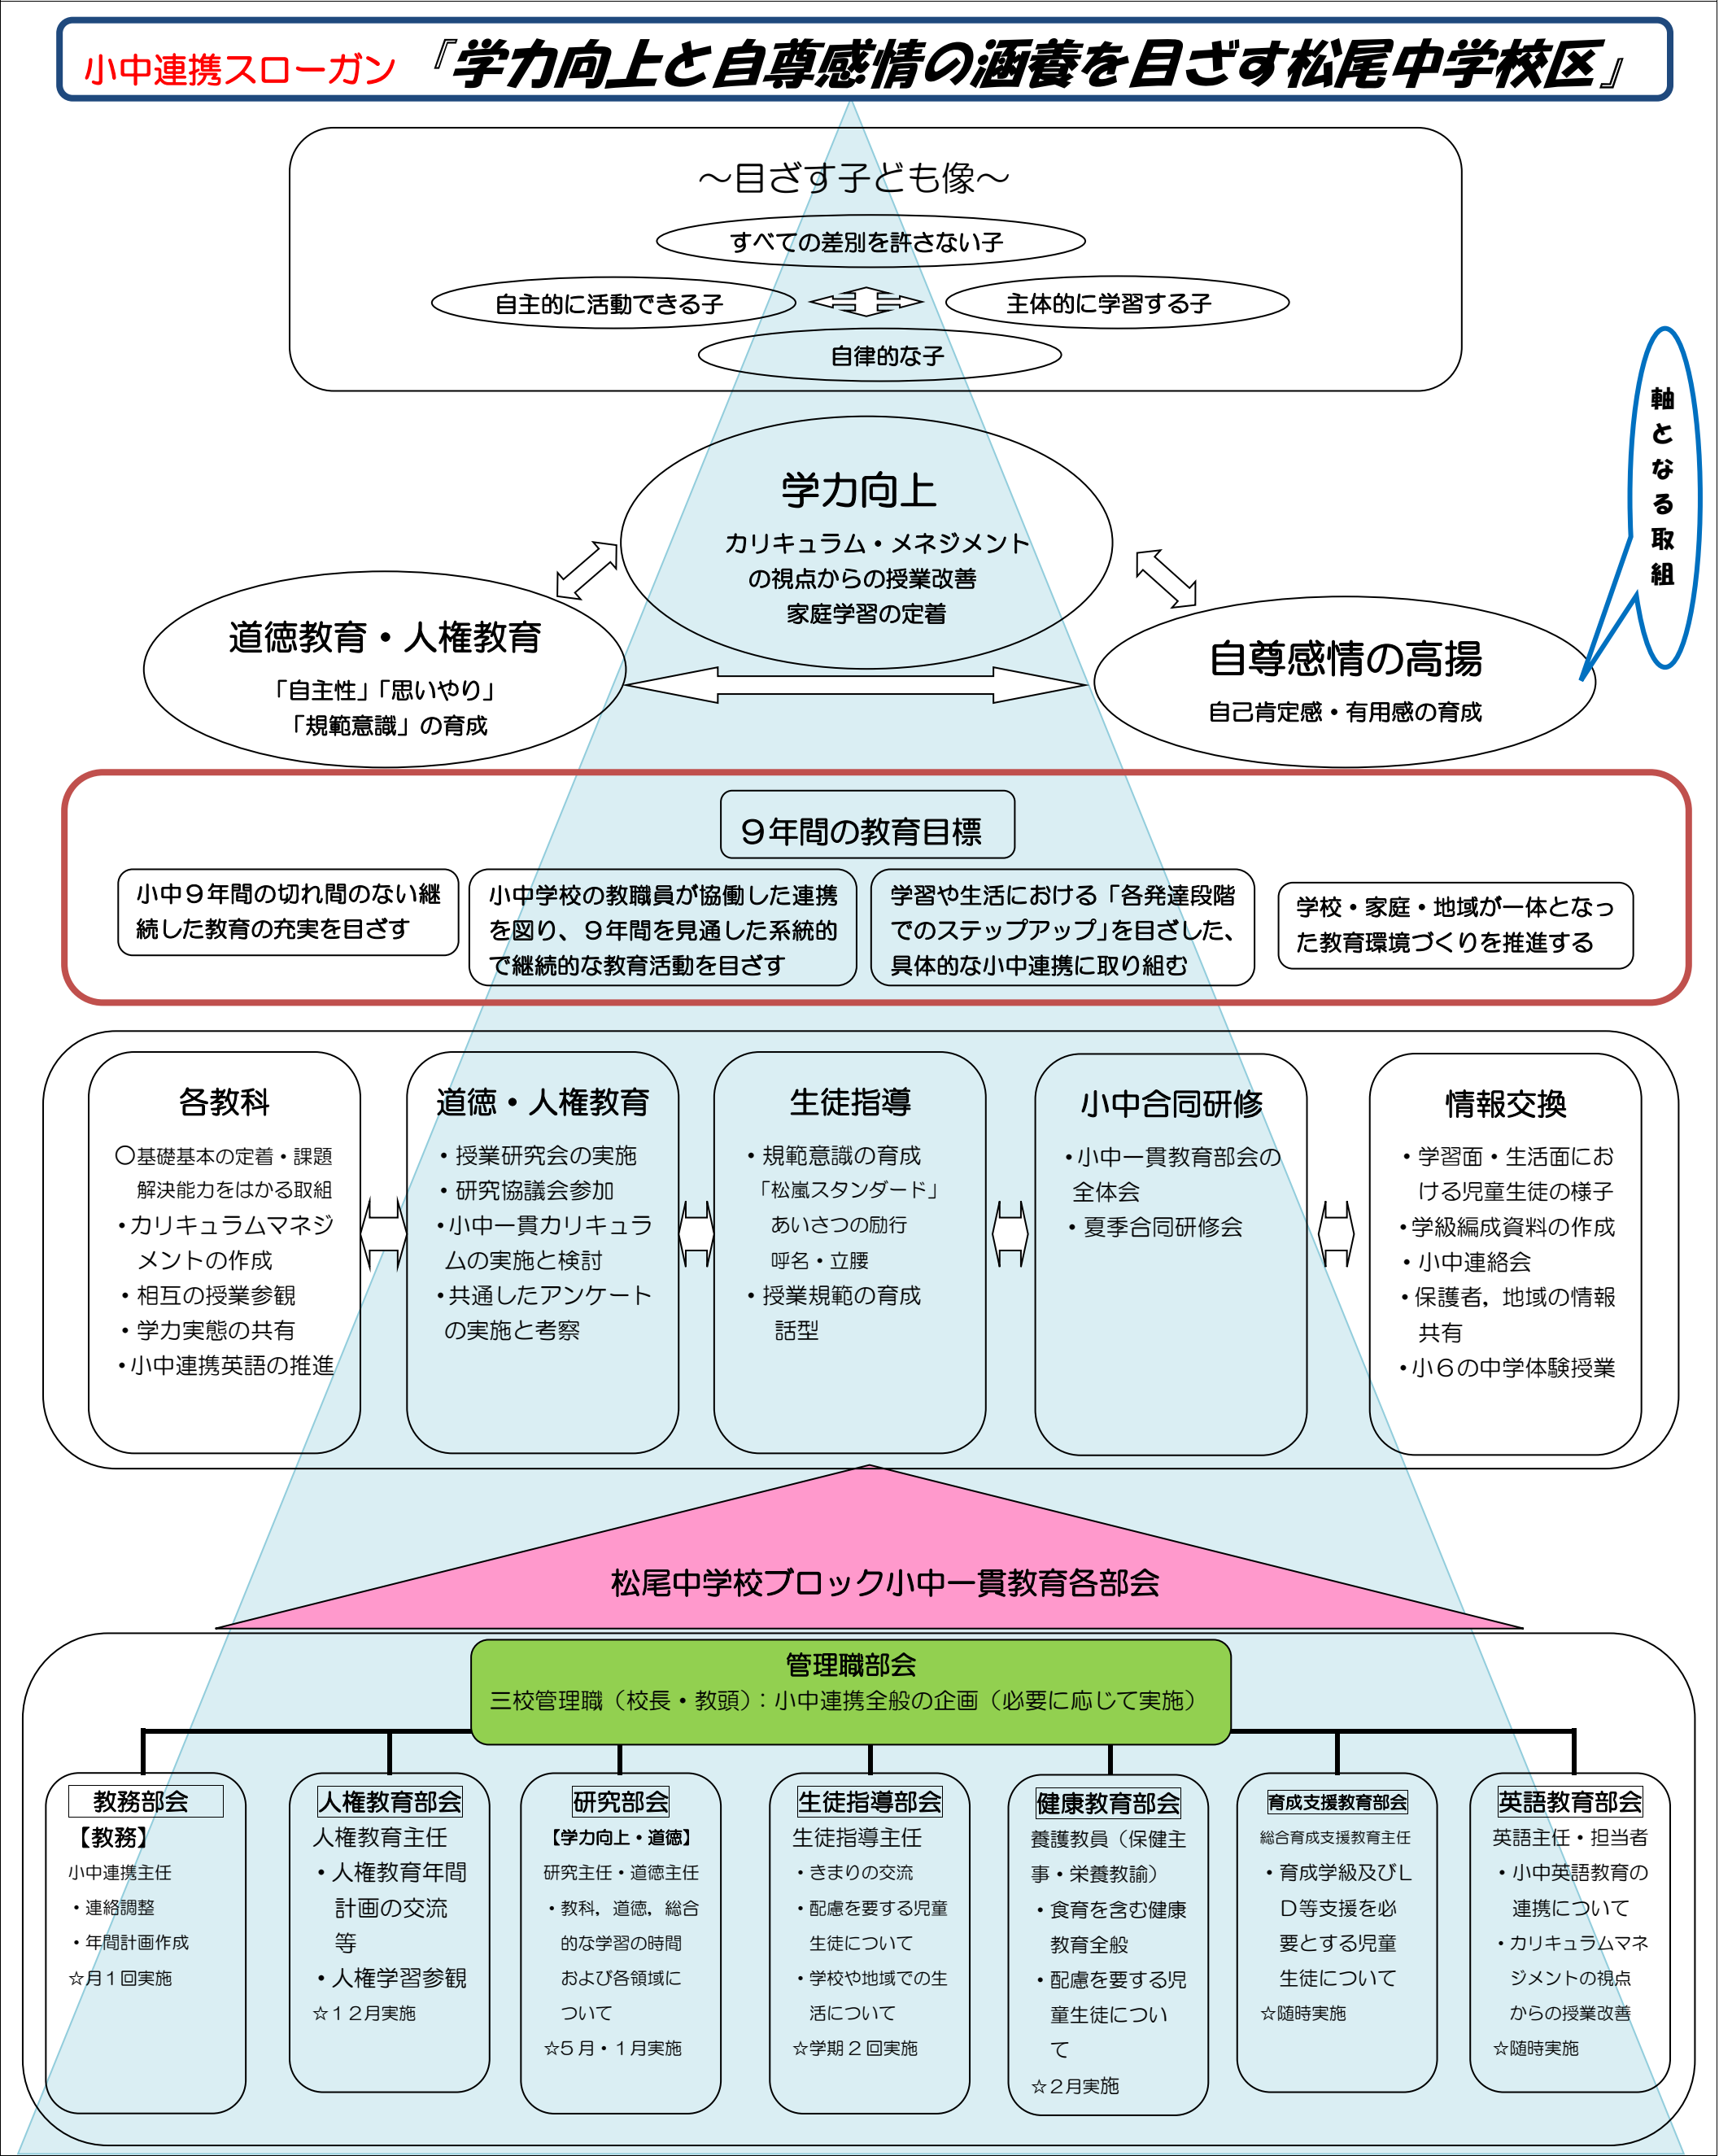 小中連携スローガン 『学力向上と自尊感情の涵養を目ざす松尾中学校区』
～目ざす子ども像～
すべての差別を許さない子
自主的に活動できる子
主体的に学習する子
自律的な子
軸となる取組
学力向上
カリキュラム・メネジメント
の視点からの授業改善
家庭学習の定着
道徳教育・人権教育
「自主性」「思いやり」
「規範意識」の育成
自尊感情の高揚
自己肯定感・有用感の育成
９年間の教育目標
小中９年間の切れ間のない継
続した教育の充実を目ざす
小中学校の教職員が協働した連携
を図り、９年間を見通した系統的
で継続的な教育活動を目ざす
学習や生活における「各発達段階
でのステップアップ」を目ざした、
具体的な小中連携に取り組む
学校・家庭・地域が一体となっ
た教育環境づくりを推進する
各教科
〇基礎基本の定着・課題
解決能力をはかる取組
・カリキュラムマネジ
メントの作成
・相互の授業参観
・学力実態の共有
・小中連携英語の推進
道徳・人権教育
・授業研究会の実施
・研究協議会参加
・小中一貫カリキュラ
ムの実施と検討
・共通したアンケート
の実施と考察
生徒指導
・規範意識の育成
「松嵐スタンダード」
あいさつの励行
呼名・立腰
・授業規範の育成
話型
小中合同研修
・小中一貫教育部会の
全体会
・夏季合同研修会
情報交換
・学習面・生活面にお
ける児童生徒の様子
・学級編成資料の作成
・小中連絡会
・保護者，地域の情報
共有
・小６の中学体験授業
松尾中学校ブロック小中一貫教育各部会
管理職部会
三校管理職（校長・教頭）：小中連携全般の企画（必要に応じて実施）
教務部会
【教務】
小中連携主任
・連絡調整
・年間計画作成
☆月１回実施
人権教育部会
人権教育主任
・人権教育年間
計画の交流
等
・人権学習参観
☆１２月実施
研究部会
【学力向上・道徳】
研究主任・道徳主任
・教科，道徳，総合
的な学習の時間
および各領域に
ついて
☆５月・１月実施
生徒指導部会
生徒指導主任
・きまりの交流
・配慮を要する児童
生徒について
・学校や地域での生
活について
☆学期２回実施
健康教育部会
養護教員（保健主
事・栄養教諭）
・食育を含む健康
教育全般
・配慮を要する児
童生徒につい
て
☆２月実施
育成支援教育部会
総合育成支援教育主任
・育成学級及びＬ
Ｄ等支援を必
要とする児童
生徒について
☆随時実施
英語教育部会
英語主任・担当者
・小中英語教育の
連携について
・カリキュラムマネ
ジメントの視点
からの授業改善
☆随時実施